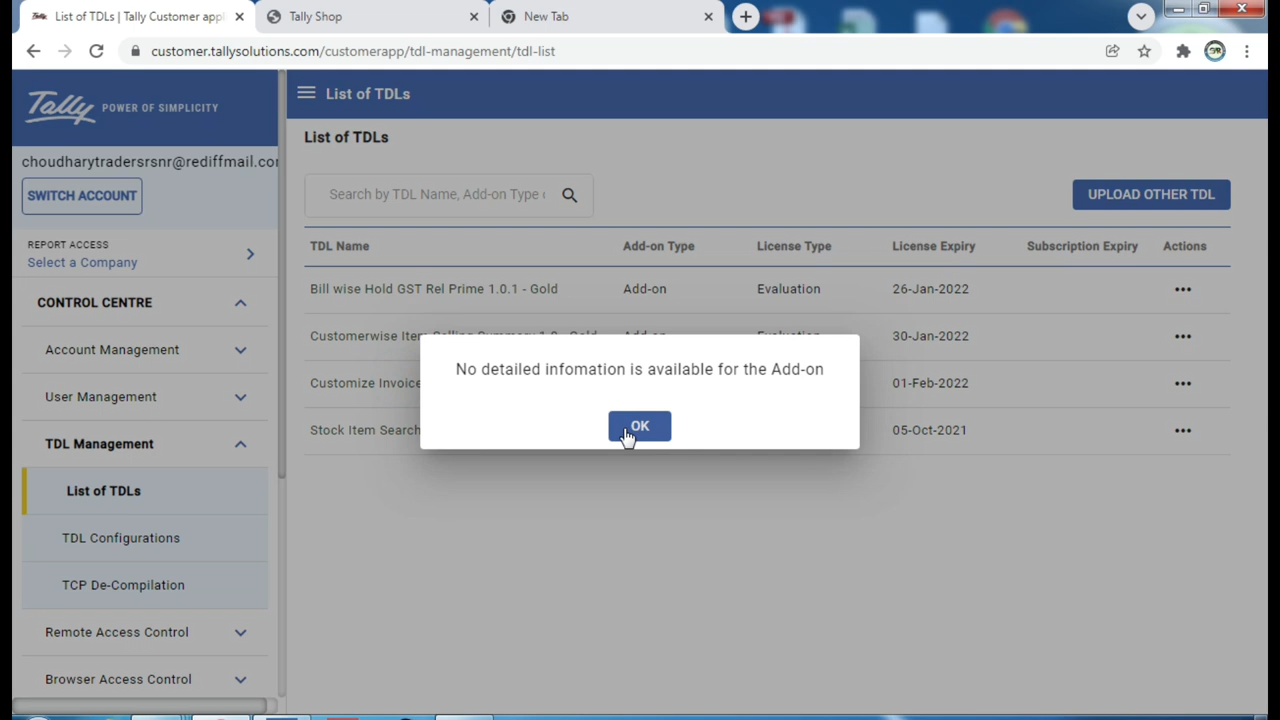 List of TDLs | Tally Customer appl
Tally Shop
New Tab
customer.tallysolutions.com/customerapp/tdl-management/tdl-list
Tally POWER OF SIMPLICITY
List of TDLs
List of TDLs
choudharytradersrsnr@rediffmail.co
SWITCH ACCOUNT
Search by TDL Name, Add-on Type
UPLOAD OTHER TDL
REPORT ACCESS
Select a Company
TDL Name Add-on Type License Type License Expiry Subscription Expiry Actions
Bill wise Hold GST Rel Prime 1.0.1 - Gold Add-on Evaluation 26-Jan-2022
CONTROL CENTRE
Customerwise Item Selling Summary 1.0 - Gold Add-on Evaluation 30-Jan-2022
Account Management
No detailed infomation is available for the Add-on
OK
Customize Invoice 01-Feb-2022
User Management
Stock Item Search 05-Oct-2021
TDL Management
List of TDLs
TDL Configurations
TCP De-Compilation
Remote Access Control
Browser Access Control